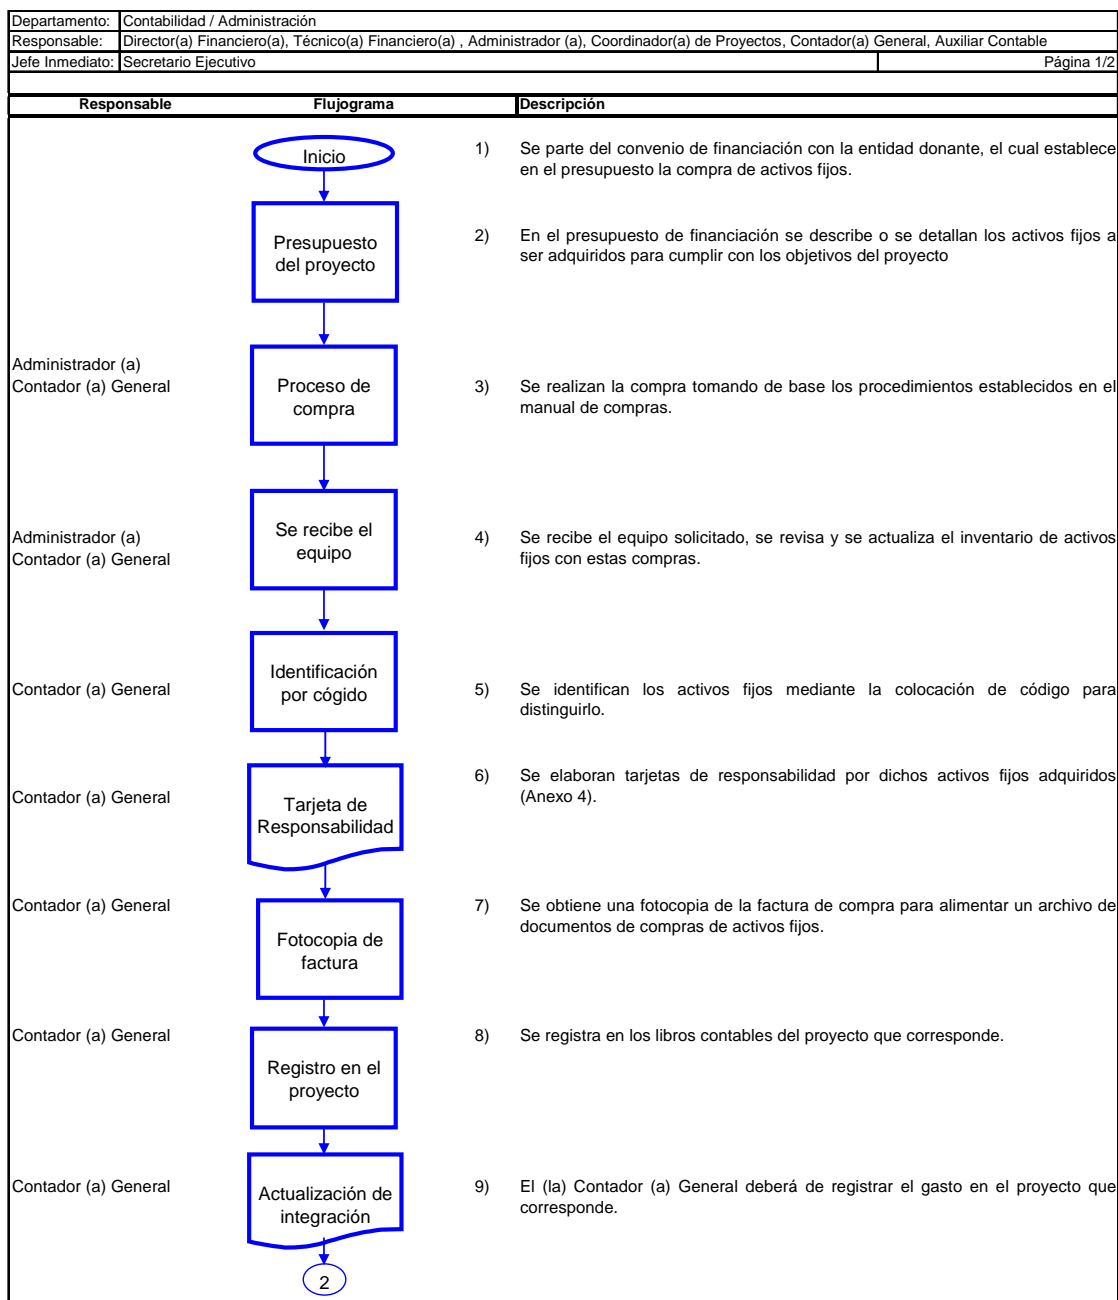 Departamento: Contabilidad / Administración
Responsable: Director(a) Financiero(a), Técnico(a) Financiero(a) , Administrador (a), Coordinador(a) de Proyectos, Contador(a) General, Auxiliar Contable
Jefe Inmediato: Secretario Ejecutivo Página 1/2
Responsable Flujograma Descripción
Inicio
1) Se parte del convenio de financiación con la entidad donante, el cual establece
en el presupuesto la compra de activos fijos.
Presupuesto
del proyecto
2) En el presupuesto de financiación se describe o se detallan los activos fijos a
ser adquiridos para cumplir con los objetivos del proyecto
Administrador (a)
Contador (a) General
Proceso de
compra
3) Se realizan la compra tomando de base los procedimientos establecidos en el
manual de compras.
Administrador (a)
Contador (a) General
Se recibe el
equipo
4) Se recibe el equipo solicitado, se revisa y se actualiza el inventario de activos
fijos con estas compras.
Contador (a) General
Identificación
por cógido
5) Se identifican los activos fijos mediante la colocación de código para
distinguirlo.
Contador (a) General
Tarjeta de
Responsabilidad
6) Se elaboran tarjetas de responsabilidad por dichos activos fijos adquiridos
(Anexo 4).
Contador (a) General
Fotocopia de
factura
7) Se obtiene una fotocopia de la factura de compra para alimentar un archivo de
documentos de compras de activos fijos.
Contador (a) General
Registro en el
proyecto
8) Se registra en los libros contables del proyecto que corresponde.
Contador (a) General
Actualización de
integración
9) El (la) Contador (a) General deberá de registrar el gasto en el proyecto que
corresponde.
2